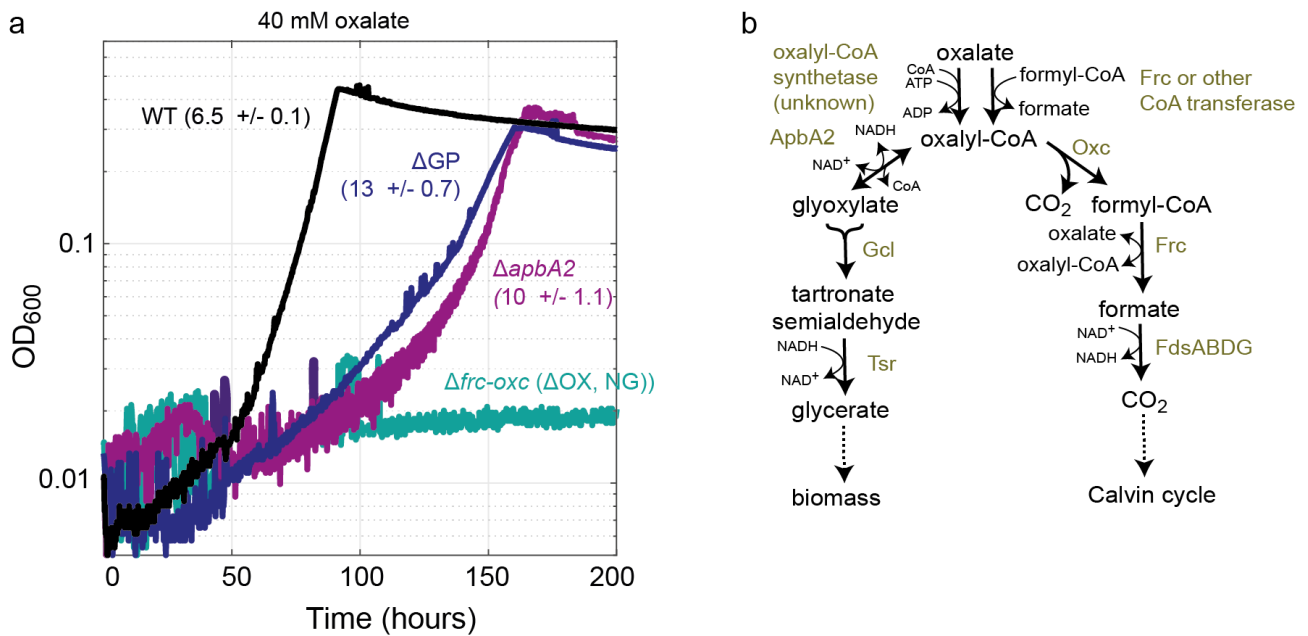 a
40 mM oxalate
WT (6.5 +/- 0.1)
ΔGP
(13 +/- 0.7)
ΔapbA2
(10 +/- 1.1)
Δfrc-oxc (ΔOX, NG))
0.1
0.01
OD600
0
50
100
150
200
Time (hours)
b
oxalyl-CoA
synthetase
(unknown)
oxalate
CoA
ATP
ADP
formyl-CoA
formate
Frc or other
CoA transferase
ApbA2
NADH
NAD+
CoA
oxalyl-CoA
Oxc
glyoxylate
CO2
formyl-CoA
Gcl
oxalate
oxalyl-CoA
Frc
tartronate
semialdehyde
formate
NADH
NAD+
Tsr
NAD+
NADH
FdsABDG
glycerate
CO2
biomass
Calvin cycle